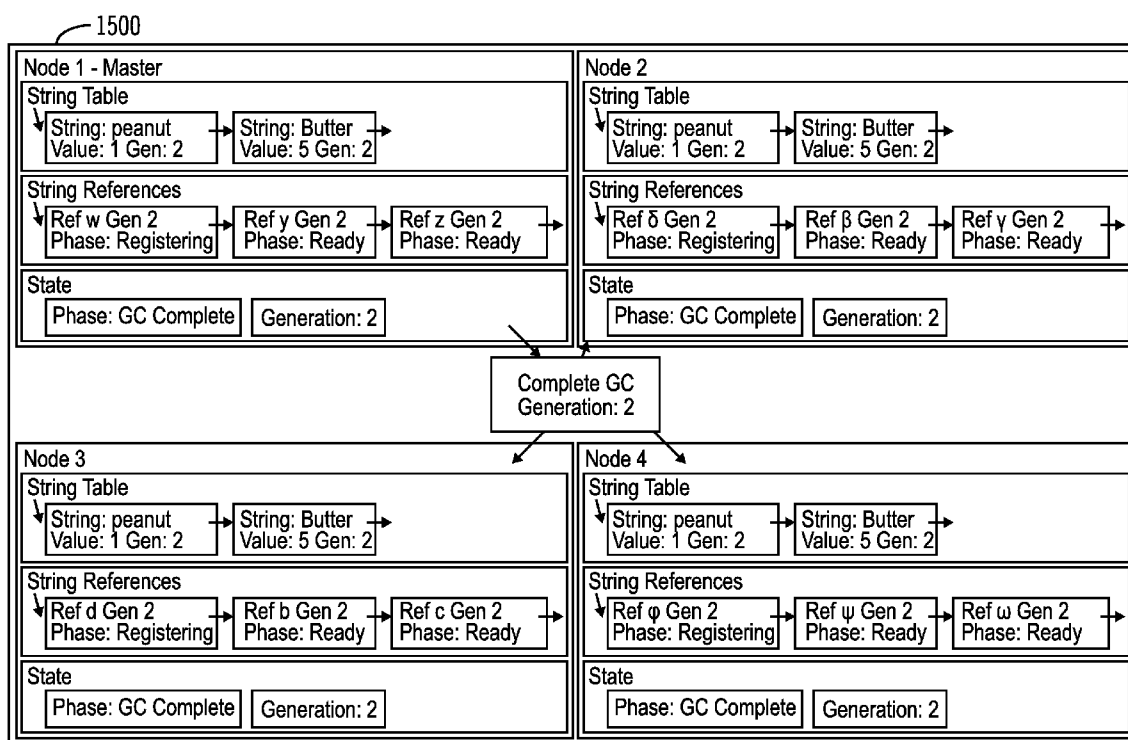 1500
Node 1 - Master
String Table
String: peanut
Value: 1 Gen: 2
String: Butter
Value: 5 Gen: 2
String References
Ref w Gen 2
Phase: Registering
Ref y Gen 2
Phase: Ready
Ref z Gen 2
Phase: Ready
State
Phase: GC Complete
Generation: 2
Node 2
String Table
String: peanut
Value: 1 Gen: 2
String: Butter
Value: 5 Gen: 2
String References
Ref δ Gen 2
Phase: Registering
Ref β Gen 2
Phase: Ready
Ref γ Gen 2
Phase: Ready
State
Phase: GC Complete
Generation: 2
Complete GC
Generation: 2
Node 3
String Table
String: peanut
Value: 1 Gen: 2
String: Butter
Value: 5 Gen: 2
String References
Ref d Gen 2
Phase: Registering
Ref b Gen 2
Phase: Ready
Ref c Gen 2
Phase: Ready
State
Phase: GC Complete
Generation: 2
Node 4
String Table
String: peanut
Value: 1 Gen: 2
String: Butter
Value: 5 Gen: 2
String References
Ref φ Gen 2
Phase: Registering
Ref ψ Gen 2
Phase: Ready
Ref ω Gen 2
Phase: Ready
State
Phase: GC Complete
Generation: 2